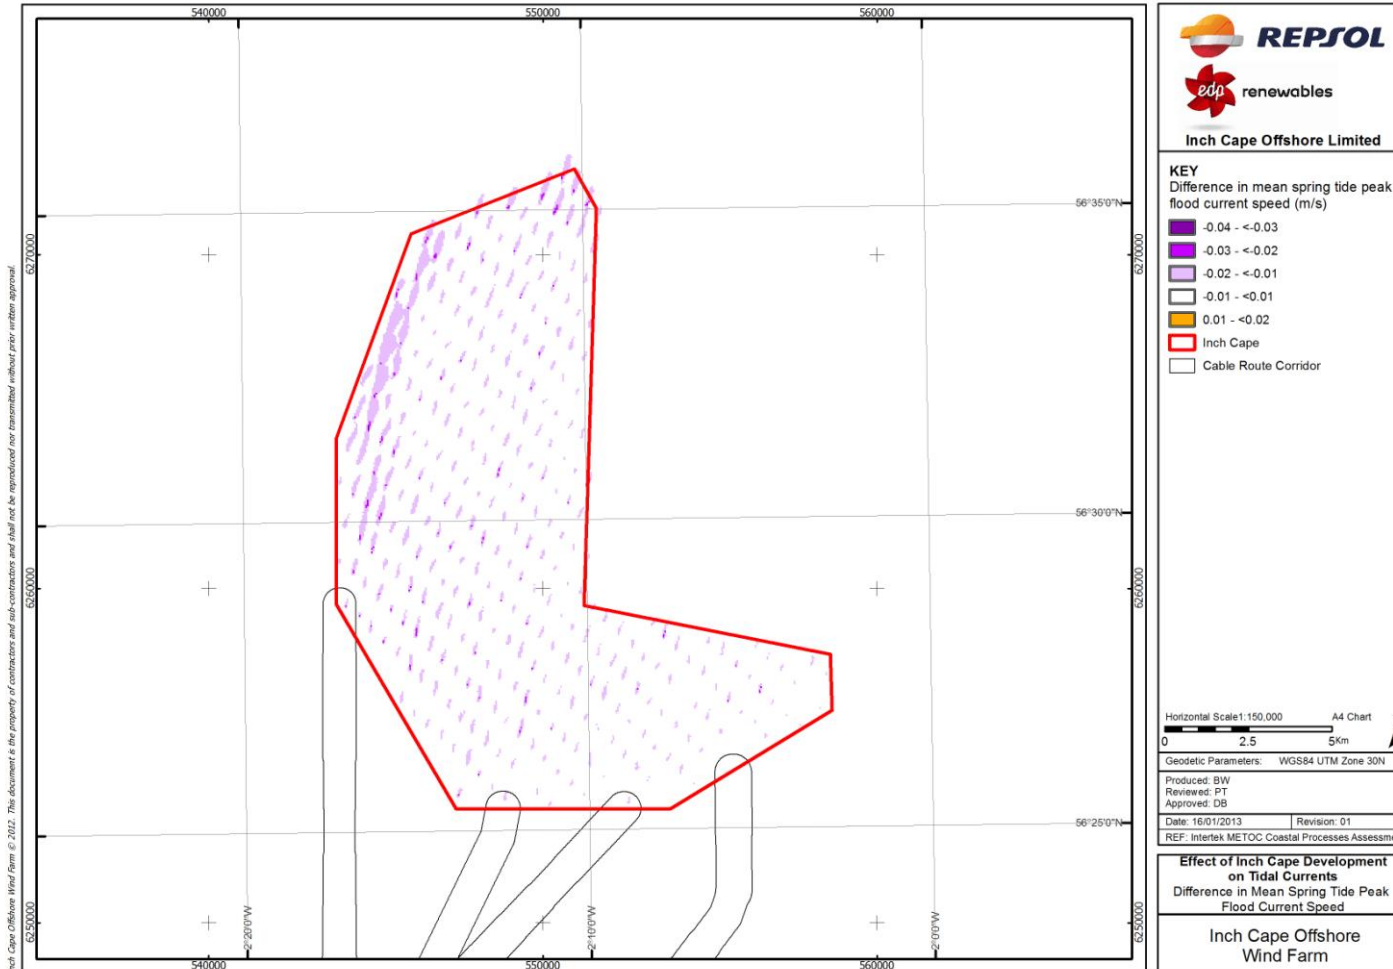 540000
550000
560000
56°35'0"N
6270000
6270000
56°30'0"N
6260000
6260000
56°25'0"N
6250000
6250000
2°20'0"W
2°10'0"W
2°0'0"W
540000
550000
560000
Cape Offshore Wind Farm © 2012. This document is the property of contractors and sub-contractors and shall not be reproduced nor transmitted without prior written approval.
REPSOL
edp renewables
Inch Cape Offshore Limited
KEY
Difference in mean spring tide peak
flood current speed (m/s)
-0.04 - <-0.03
-0.03 - <-0.02
-0.02 - <-0.01
-0.01 - <0.01
0.01 - <0.02
Inch Cape
Cable Route Corridor
Horizontal Scale1:150,000 A4 Chart
0 2.5 5Km
Geodetic Parameters: WGS84 UTM Zone 30N
Produced: BW
Reviewed: PT
Approved: DB
Date: 16/01/2013 Revision: 01
REF: Intertek METOC Coastal Processes
Effect of Inch Cape Development
on Tidal Currents
Difference in Mean Spring Tide Peak
Flood Current Speed
Inch Cape Offshore
Wind Farm